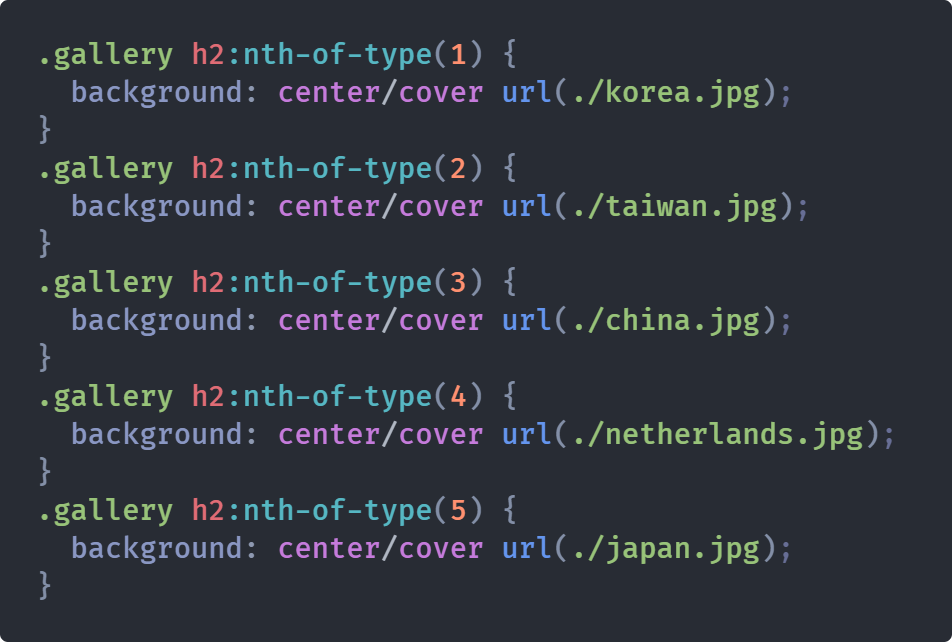 .gallery h2:nth-of-type(1) {
  background: center/cover url(./korea.jpg);
}
.gallery h2:nth-of-type(2) {
  background: center/cover url(./taiwan.jpg);
}
.gallery h2:nth-of-type(3) {
  background: center/cover url(./china.jpg);
}
.gallery h2:nth-of-type(4) {
  background: center/cover url(./netherlands.jpg);
}
.gallery h2:nth-of-type(5) {
  background: center/cover url(./japan.jpg);
}